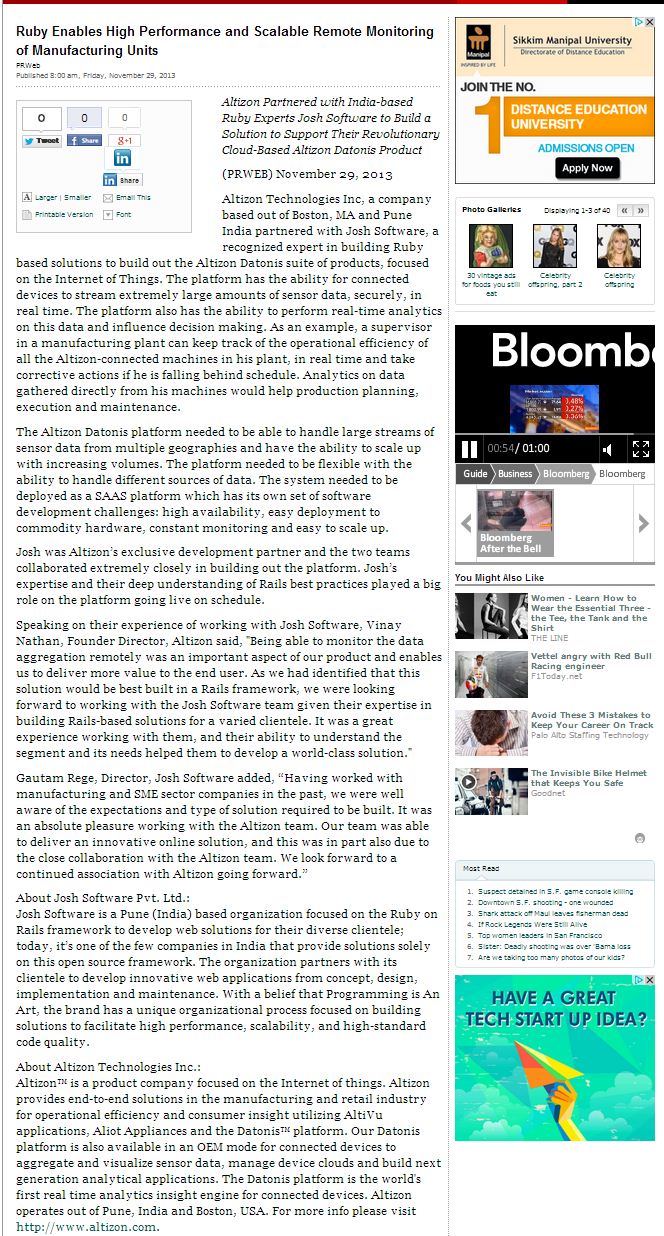 Ruby Enables High Performance and Scalable Remote Monitoring
of Manufacturing Units
PRWeb
Published 8:00 am, Friday, November 29, 2013
0
0
0
Tweet
Share
+1
in
in Share
A Larger | Smaller
Email This
Printable Version
Font
Altizon Partnered with India-based
Ruby Experts Josh Software to Build a
Solution to Support Their Revolutionary
Cloud-Based Altizon Datonis Product
(PRWEB) November 29, 2013
Altizon Technologies Inc, a company
based out of Boston, MA and Pune
India partnered with Josh Software, a
recognized expert in building Ruby
based solutions to build out the Altizon Datonis suite of products, focused
on the Internet of Things. The platform has the ability for connected
devices to stream extremely large amounts of sensor data, securely, in
real time. The platform also has the ability to perform real-time analytics
on this data and influence decision making. As an example, a supervisor
in a manufacturing plant can keep track of the operational efficiency of
all the Altizon-connected machines in his plant, in real time and take
corrective actions if he is falling behind schedule. Analytics on data
gathered directly from his machines would help production planning,
execution and maintenance.
The Altizon Datonis platform needed to be able to handle large streams of
sensor data from multiple geographies and have the ability to scale up
with increasing volumes. The platform needed to be flexible with the
ability to handle different sources of data. The system needed to be
deployed as a SAAS platform which has its own set of software
development challenges: high availability, easy deployment to
commodity hardware, constant monitoring and easy to scale up.
Josh was Altizon's exclusive development partner and the two teams
collaborated extremely closely in building out the platform. Josh's
expertise and their deep understanding of Rails best practices played a big
role on the platform going live on schedule.
Speaking on their experience of working with Josh Software, Vinay
Nathan, Founder Director, Altizon said, "Being able to monitor the data
aggregation remotely was an important aspect of our product and enables
us to deliver more value to the end user. As we had identified that this
solution would be best built in a Rails framework, we were looking
forward to working with the Josh Software team given their expertise in
building Rails-based solutions for a varied clientele. It was a great
experience working with them, and their ability to understand the
segment and its needs helped them to develop a world-class solution."
Gautam Rege, Director, Josh Software added, “Having worked with
manufacturing and SME sector companies in the past, we were well
aware of the expectations and type of solution required to be built. It was
an absolute pleasure working with the Altizon team. Our team was able
to deliver an innovative online solution, and this was in part also due to
the close collaboration with the Altizon team. We look forward to a
continued association with Altizon going forward.”
About Josh Software Pvt. Ltd.:
Josh Software is a Pune (India) based organization focused on the Ruby on
Rails framework to develop web solutions for their diverse clientele;
today, it's one of the few companies in India that provide solutions solely
on this open source framework. The organization partners with its
clientele to develop innovative web applications from concept, design,
implementation and maintenance. With a belief that Programming is An
Art, the brand has a unique organizational process focused on building
solutions to facilitate high performance, scalability, and high-standard
code quality.
About Altizon Technologies Inc.:
Altizon™ is a product company focused on the Internet of things. Altizon
provides end-to-end solutions in the manufacturing and retail industry
for operational efficiency and consumer insight utilizing AltiVu
applications, Aliot Appliances and the Datonis™ platform. Our Datonis
platform is also available in an OEM mode for connected devices to
aggregate and visualize sensor data, manage device clouds and build next
generation analytical applications. The Datonis platform is the world's
first real time analytics insight engine for connected devices. Altizon
operates out of Pune, India and Boston, USA. For more info please visit
http://www.altizon.com.
Manipal
INSPIRED BY LIFE
Sikkim Manipal University
Directorate of Distance Education
JOIN THE NO.
1
DISTANCE EDUCATION
UNIVERSITY
ADMISSIONS OPEN
Apply Now
Photo Galleries
Displaying 1-3 of 40
30 vintage ads
for foods you still
eat
Celebrity
offspring, part 2
Celebrity
offspring
Bloomb
0.48%
0.27%
0.36%
00:54 / 01:00
Guide
Business
Bloomberg
Bloomberg
Bloomberg
After the Bell
You Might Also Like
Women - Learn How to
Wear the Essential Three -
the Tee, the Tank and the
Shirt
THE LINE
Vettel angry with Red Bull
Racing engineer
F1Today.net
Avoid These 3 Mistakes to
Keep Your Career On Track
Palo Alto Staffing Technology
The Invisible Bike Helmet
that Keeps You Safe
Goodnet
Most Read
1. Suspect detained in S.F. game console killing
2. Downtown S.F. shooting - one wounded
3. Shark attack off Maui leaves fisherman dead
4. If Rock Legends Were Still Alive
5. Top women leaders in San Francisco
6. Sister: Deadly shooting was over 'Bama loss
7. Are we taking too many photos of our kids?
HAVE A GREAT
TECH START UP IDEA?